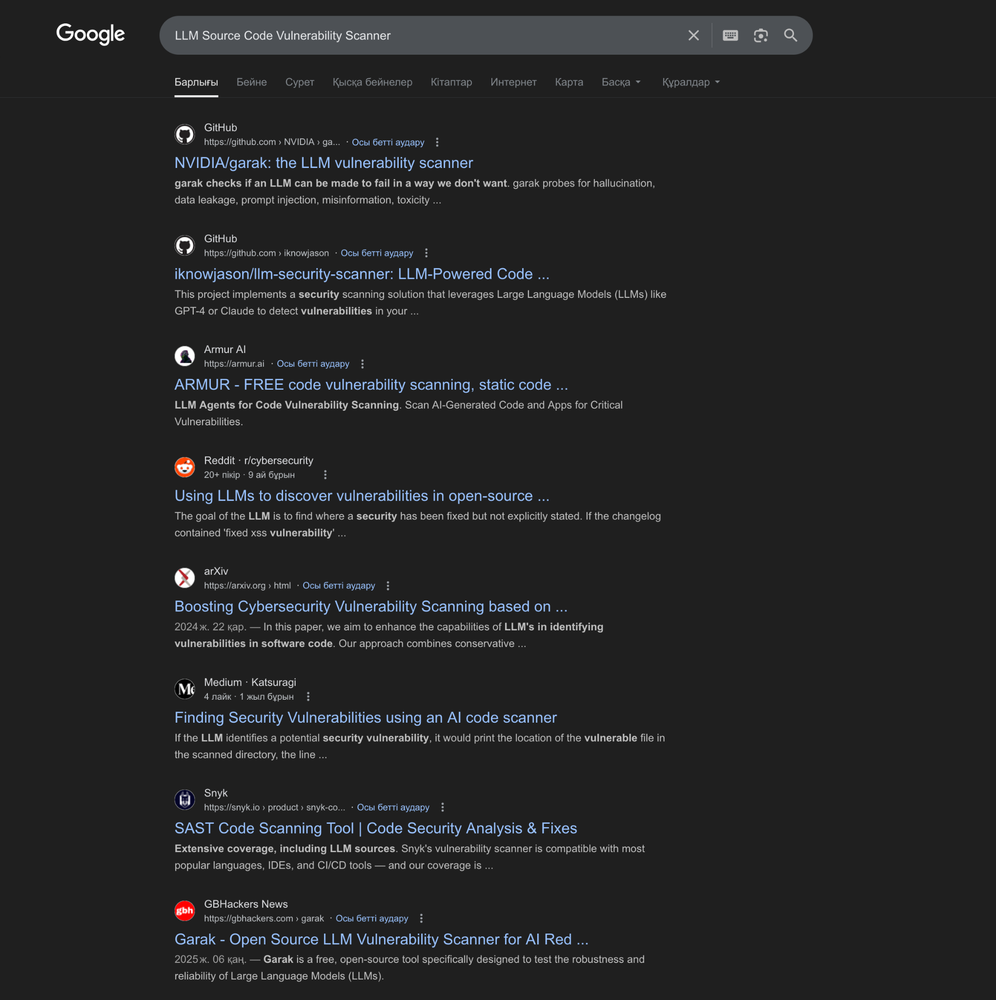 Google
LLM Source Code Vulnerability Scanner
Барлығы Бейне Сурет Қысқа бейнелер Кітаптар Интернет Карта Басқа Құралдар
GitHub
https://github.com › NVIDIA › ga... · Осы бетті аудару
NVIDIA/garak: the LLM vulnerability scanner
garak checks if an LLM can be made to fail in a way we don't want. garak probes for hallucination,
data leakage, prompt injection, misinformation, toxicity ...
GitHub
https://github.com › iknowjason · Осы бетті аудару
iknowjason/llm-security-scanner: LLM-Powered Code ...
This project implements a security scanning solution that leverages Large Language Models (LLMs) like
GPT-4 or Claude to detect vulnerabilities in your ...
Armur AI
https://armur.ai · Осы бетті аудару
ARMUR - FREE code vulnerability scanning, static code ...
LLM Agents for Code Vulnerability Scanning. Scan AI-Generated Code and Apps for Critical
Vulnerabilities.
Reddit · r/cybersecurity
20+ пікір · 9 ай бұрын
Using LLMs to discover vulnerabilities in open-source ...
The goal of the LLM is to find where a security has been fixed but not explicitly stated. If the changelog
contained 'fixed xss vulnerability' ...
arXiv
https://arxiv.org › html · Осы бетті аудару
Boosting Cybersecurity Vulnerability Scanning based on ...
2024 ж. 22 қар. — In this paper, we aim to enhance the capabilities of LLM's in identifying
vulnerabilities in software code. Our approach combines conservative ...
Me
Medium · Katsuragi
4 лайк · 1 жыл бұрын
Finding Security Vulnerabilities using an AI code scanner
If the LLM identifies a potential security vulnerability, it would print the location of the vulnerable file in
the scanned directory, the line ...
Snyk
https://snyk.io › product › snyk-co... · Осы бетті аудару
SAST Code Scanning Tool | Code Security Analysis & Fixes
Extensive coverage, including LLM sources. Snyk's vulnerability scanner is compatible with most
popular languages, IDEs, and CI/CD tools — and our coverage is ...
gbh
GBHackers News
https://gbhackers.com › garak · Осы бетті аудару
Garak - Open Source LLM Vulnerability Scanner for AI Red ...
2025 ж. 06 қаң. — Garak is a free, open-source tool specifically designed to test the robustness and
reliability of Large Language Models (LLMs).